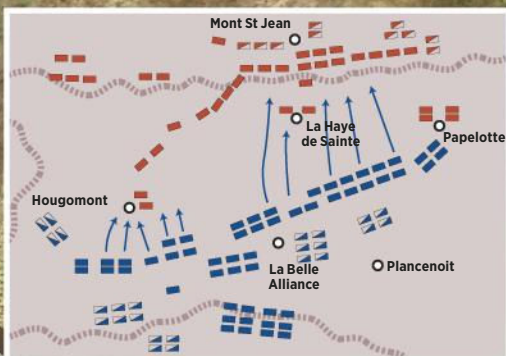 Mont St Jean
La Haye
de Sainte
Papelotte
Hougomont
La Belle
Alliance
Plancenoit